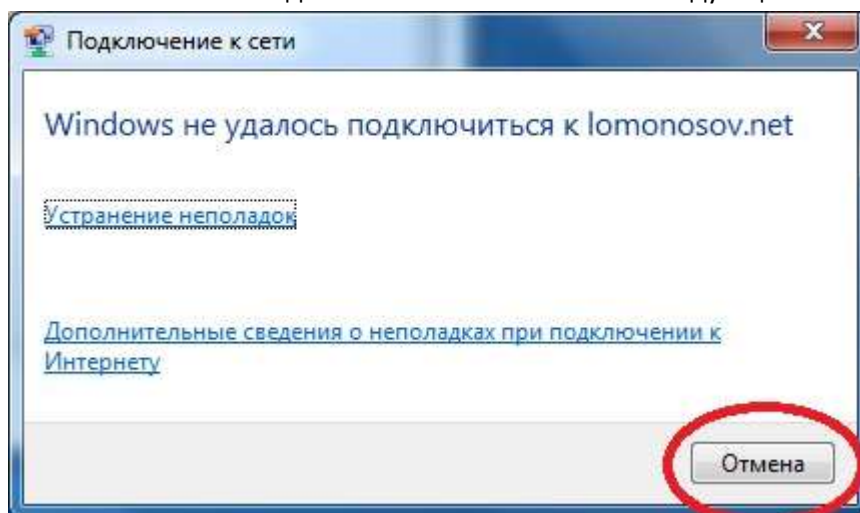 Подключение к сети
Windows не удалось подключиться к lomonosov.net
Устранение неполадок
Дополнительные сведения о неполадках при подключении к
Интернету
Отмена